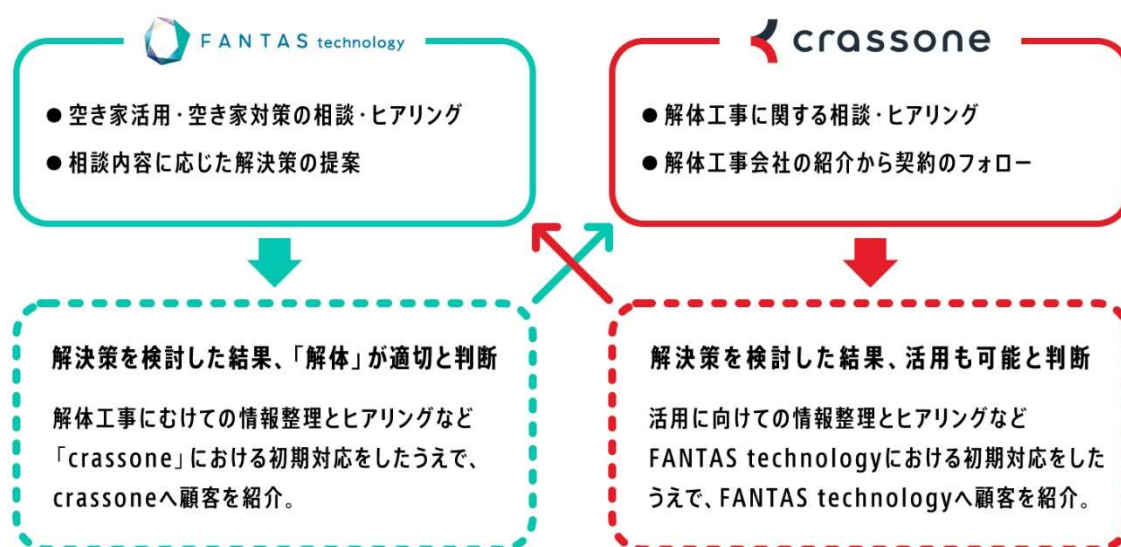 FANTAS technology
● 空き家活用・空き家対策の相談・ヒアリング
● 相談内容に応じた解決策の提案
解決策を検討した結果、「解体」が適切と判断
解体工事にむけての情報整理とヒアリングなど
「crassone」における初期対応をしたうえで、
crassoneへ顧客を紹介。
crassone
● 解体工事に関する相談・ヒアリング
● 解体工事会社の紹介から契約のフォロー
解決策を検討した結果、活用も可能と判断
活用に向けての情報整理とヒアリングなど
FANTAS technologyにおける初期対応をした
うえで、FANTAS technologyへ顧客を紹介。